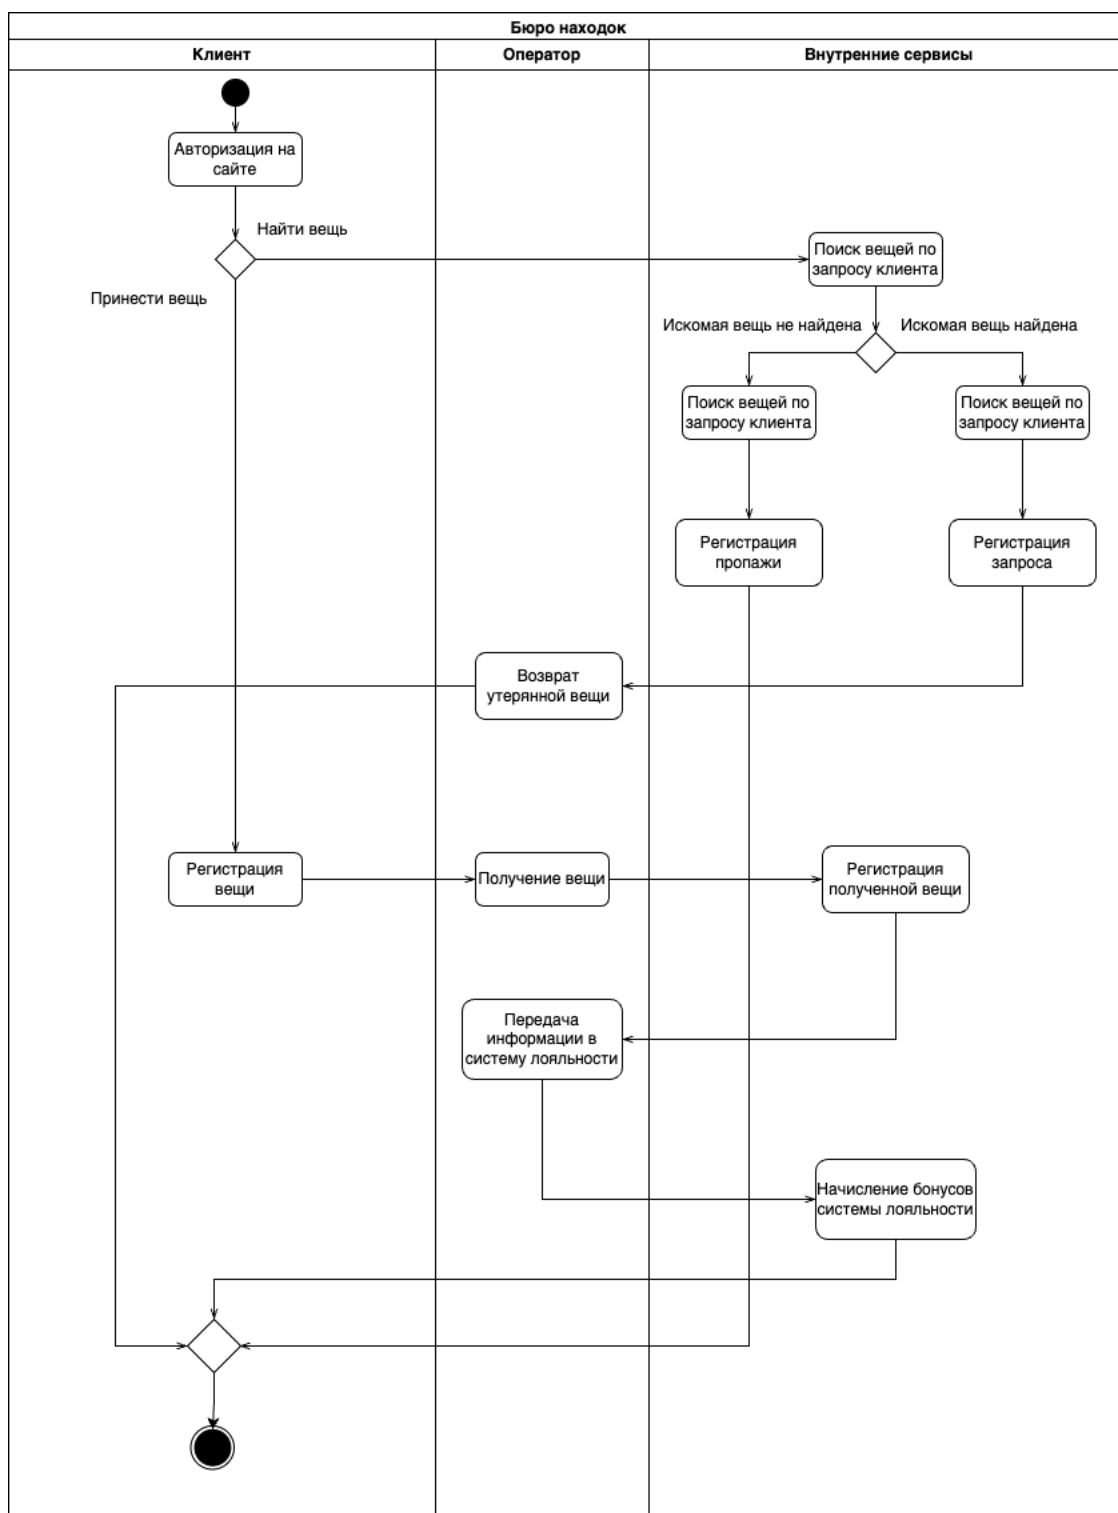 Бюро находок
Клиент
Оператор
Внутренние сервисы
Авторизация на
сайте
Найти вещь
Принести вещь
Поиск вещей по
запросу клиента
Искомая вещь не найдена
Искомая вещь найдена
Поиск вещей по
запросу клиента
Поиск вещей по
запросу клиента
Регистрация
пропажи
Регистрация
запроса
Возврат
утерянной вещи
Регистрация
вещи
Получение вещи
Регистрация
полученной вещи
Передача
информации в
систему лояльности
Начисление бонусов
системы лояльности